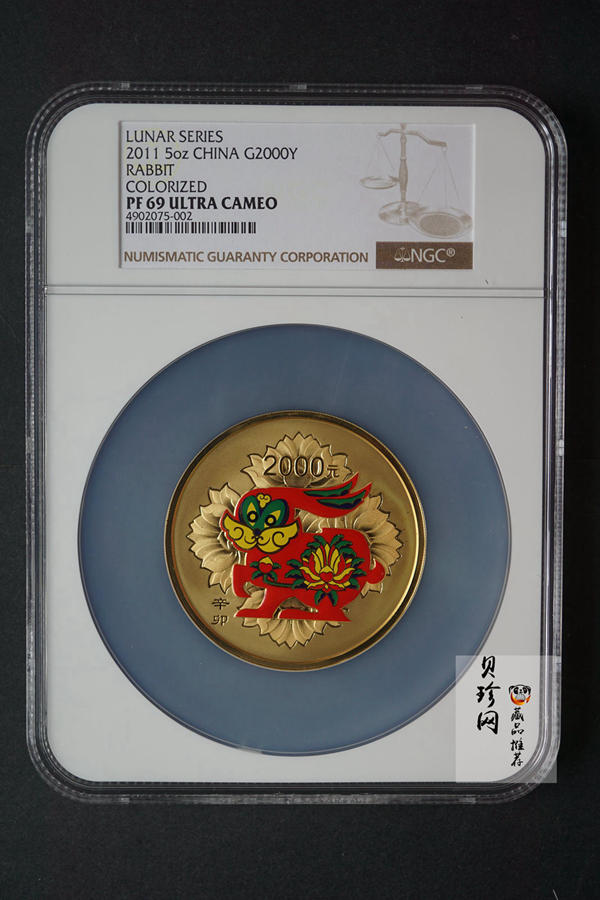 LUNAR SERIES
2011 5oz CHINA G2000Y
RABBIT
COLORIZED
PF 69 ULTRA CAMEO
4902075-002
NUMISMATIC GUARANTY CORPORATION
NGC®
2000元
辛
卯
贝珍网
藏品推荐